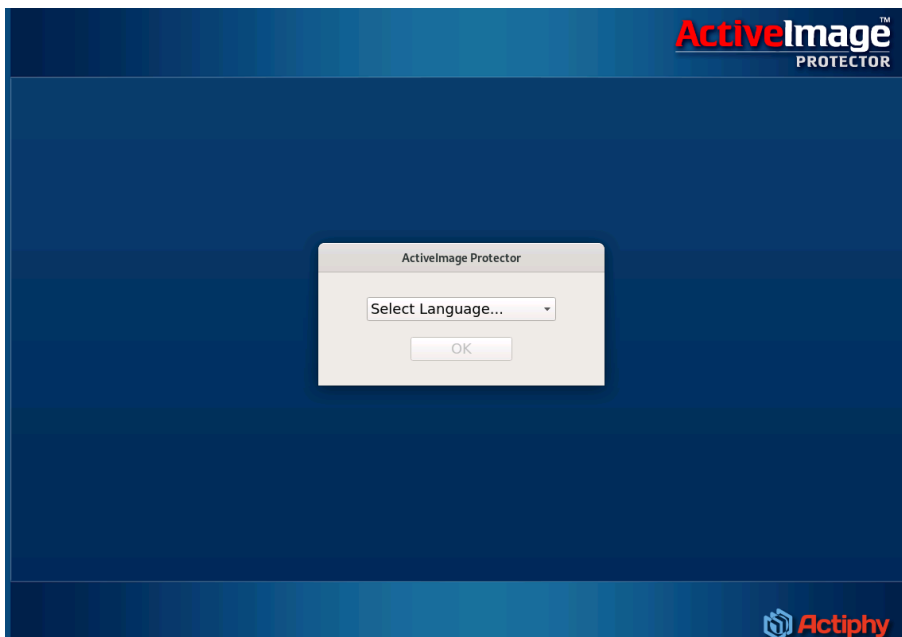 ActiveImage™
PROTECTOR
ActiveImage Protector
Select Language...
OK
Actiphy